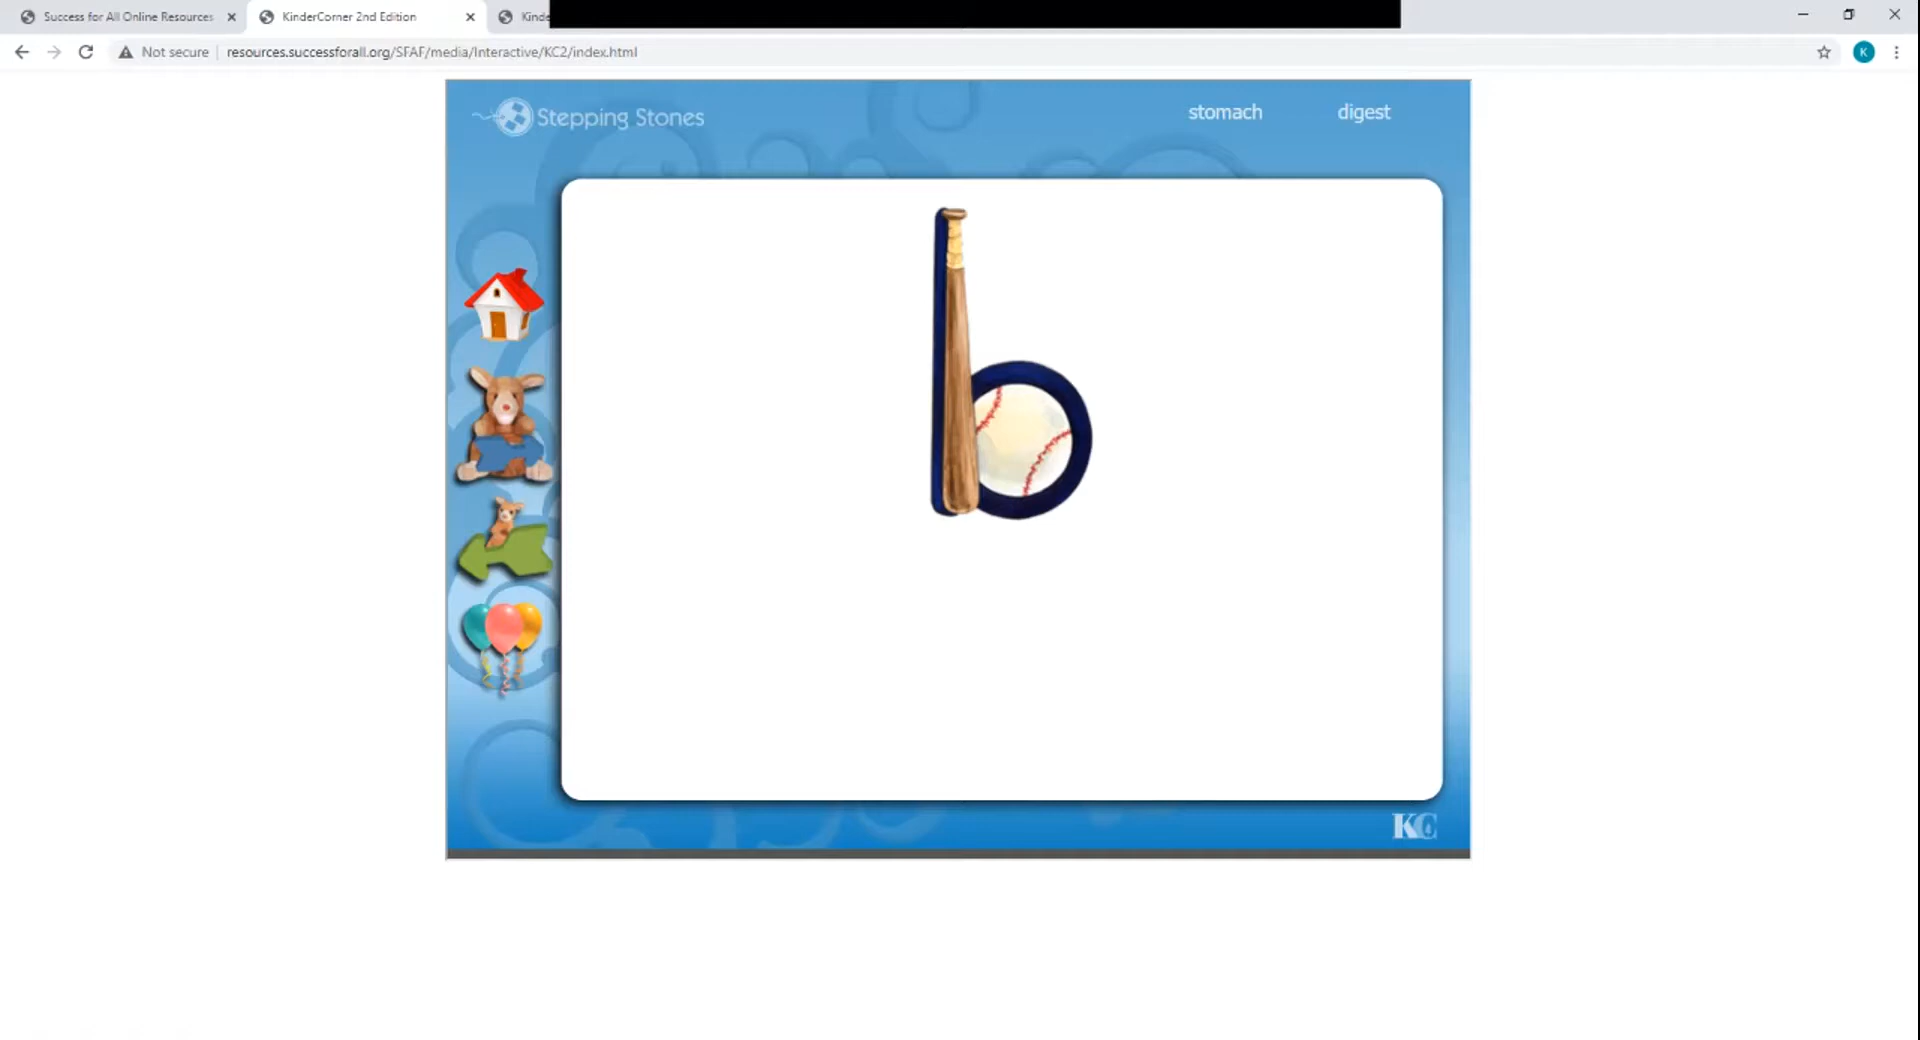 Success for All Online Resources
KinderCorner 2nd Edition
Kinde
Not secure
resources.successforall.org/SFAF/media/Interactive/KC2/index.html
K
Stepping Stones
stomach
digest
b
KC